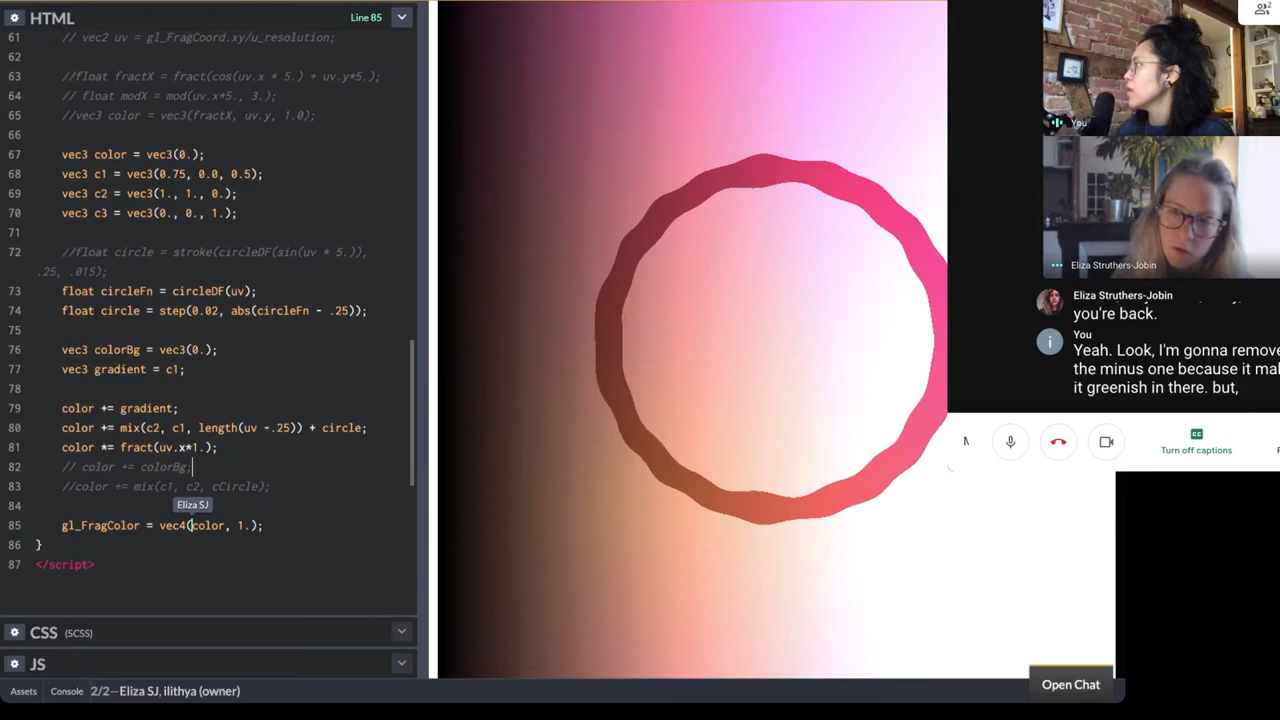 HTML
Line 85
61 // vec2 uv = gl_FragCoord.xy/u_resolution;
62
63 //float fractX = fract(cos(uv.x * 5.) + uv.y*5.);
64 // float modX = mod(uv.x*5., 3.);
65 //vec3 color = vec3(fractX, uv.y, 1.0);
66
67 vec3 color = vec3(0.);
68 vec3 c1 = vec3(0.75, 0.0, 0.5);
69 vec3 c2 = vec3(1., 1., 0.);
70 vec3 c3 = vec3(0., 0., 1.);
71
72 //float circle = stroke(circleDF(sin(uv * 5.)),
.25, .015);
73 float circleFn = circleDF(uv);
74 float circle = step(0.02, abs(circleFn - .25));
75
76 vec3 colorBg = vec3(0.);
77 vec3 gradient = c1;
78
79 color += gradient;
80 color += mix(c2, c1, length(uv -.25)) + circle;
81 color *= fract(uv.x*1.);
82 // color += colorBg;
83 //color += mix(c1, c2, cCircle);
84
Eliza SJ
85 gl_FragColor = vec4(color, 1.);
86 }
87 </script>
CSS (SCSS)
JS
Assets Console 2/2—Eliza SJ, ilithya (owner)
Open Chat
2
You
Eliza Struthers-Jobin
Eliza Struthers-Jobin
you're back.
You
i
Yeah. Look, I'm gonna remove
the minus one because it
it greenish in there. but,
Turn off captions